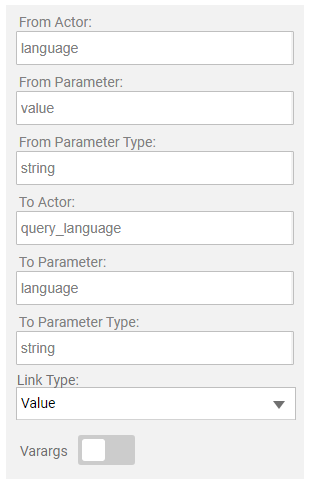 From Actor:
language
From Parameter:
value
From Parameter Type:
string
To Actor:
query_language
To Parameter:
language
To Parameter Type:
string
Link Type:
Value
Varargs